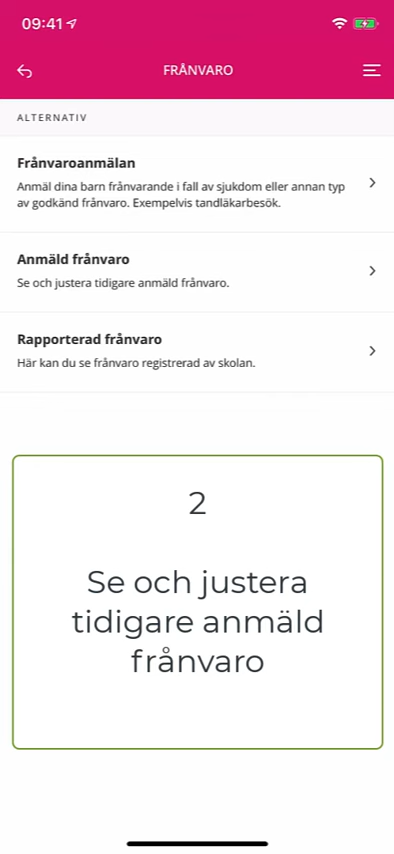 09:41
FRÅNVARO
ALTERNATIV
Frånvaroanmälan
Anmäl dina barn frånvarande i fall av sjukdom eller annan typ
av godkänd frånvaro. Exempelvis tandläkarbesök.
Anmäld frånvaro
Se och justera tidigare anmäld frånvaro.
Rapporterad frånvaro
Här kan du se frånvaro registrerad av skolan.
2
Se och justera
tidigare anmäld
frånvaro